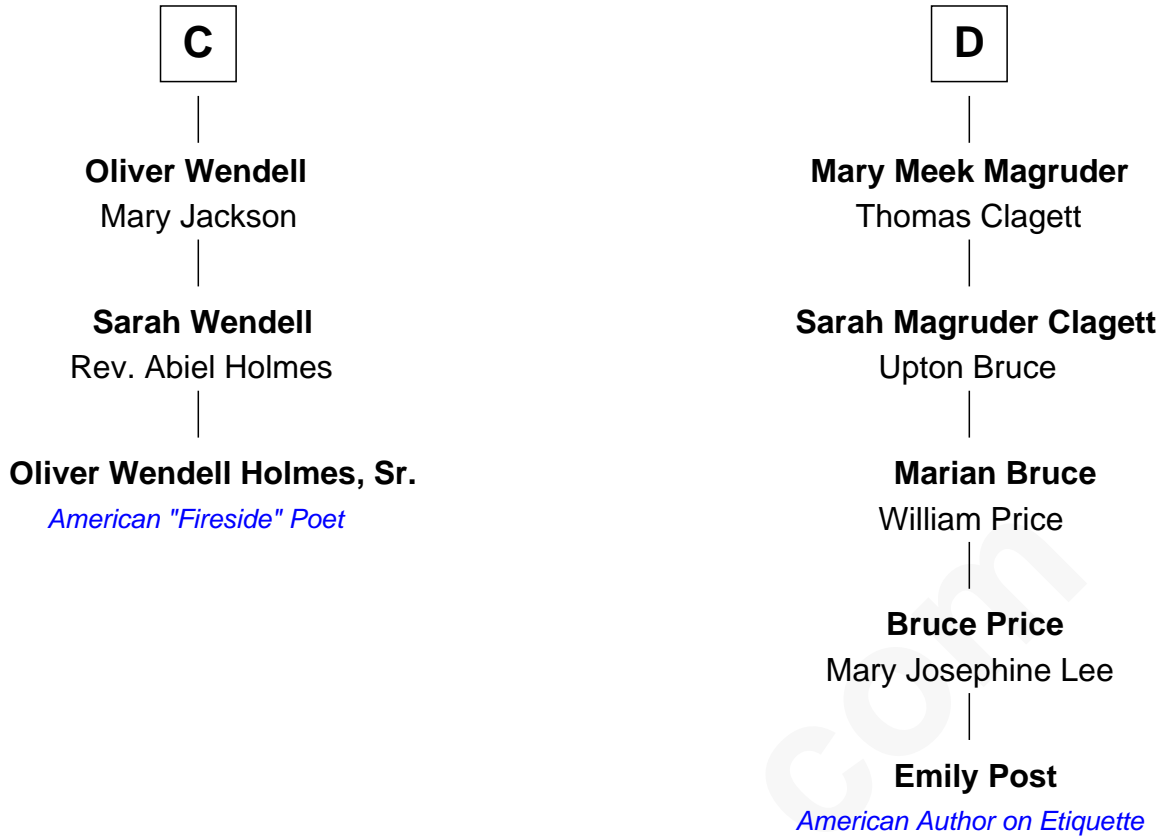 C
Oliver Wendell
Mary Jackson
Sarah Wendell
Rev. Abiel Holmes
Oliver Wendell Holmes, Sr.
American "Fireside" Poet
D
Mary Meek Magruder
Thomas Clagett
Sarah Magruder Clagett
Upton Bruce
Marian Bruce
William Price
Bruce Price
Mary Josephine Lee
Emily Post
American Author on Etiquette
com